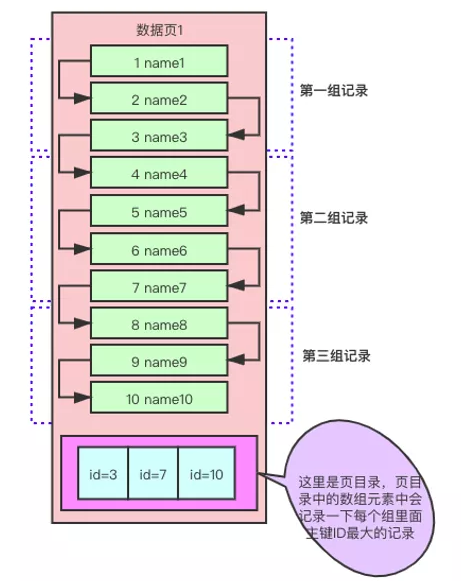 数据页1
1 name1
2 name2
3 name3
第一组记录
4 name4
5 name5
6 name6
7 name7
第二组记录
8 name8
9 name9
10 name10
第三组记录
id=3 id=7 id=10
这里是页目录，页目
录中的数组元素中会
记录一下每个组里面
主键ID最大的记录